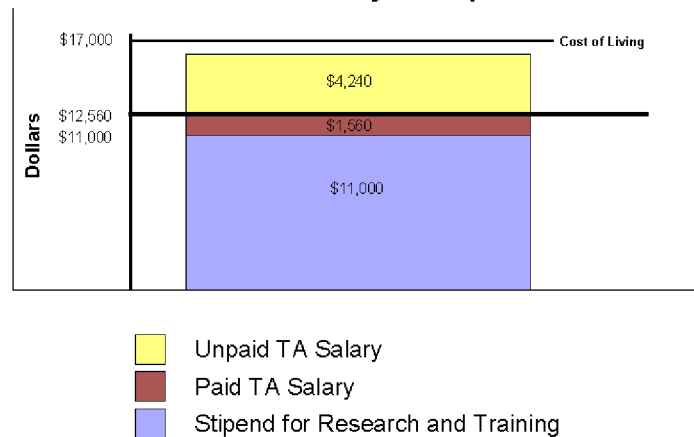 $17,000
Cost of Living
$4,240
$12,560
$1,560
$11,000
$11,000
Dollars
Unpaid TA Salary
Paid TA Salary
Stipend for Research and Training